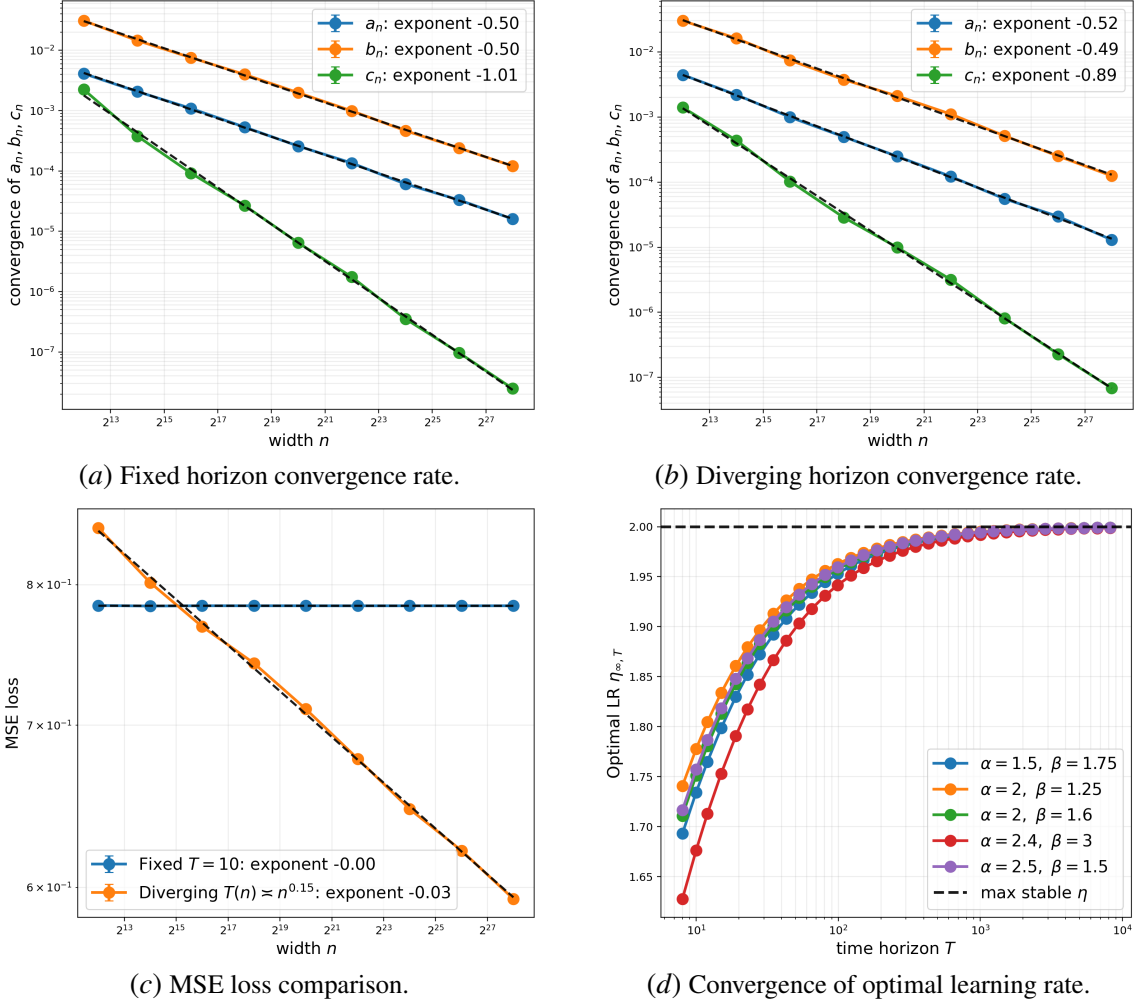 convergence of aₙ, bₙ, cₙ
10⁻²
10⁻³
10⁻⁴
10⁻⁵
10⁻⁶
10⁻⁷
aₙ: exponent -0.50
bₙ: exponent -0.50
cₙ: exponent -1.01
2¹³ 2¹⁵ 2¹⁷ 2¹⁹ 2²¹ 2²³ 2²⁵ 2²⁷
width n
(a) Fixed horizon convergence rate.
convergence of aₙ, bₙ, cₙ
10⁻²
10⁻³
10⁻⁴
10⁻⁵
10⁻⁶
10⁻⁷
aₙ: exponent -0.52
bₙ: exponent -0.49
cₙ: exponent -0.89
2¹³ 2¹⁵ 2¹⁷ 2¹⁹ 2²¹ 2²³ 2²⁵ 2²⁷
width n
(b) Diverging horizon convergence rate.
MSE loss
8 × 10⁻¹
7 × 10⁻¹
6 × 10⁻¹
Fixed T = 10: exponent -0.00
Diverging T(n) ≍ n⁰·¹⁵: exponent -0.03
2¹³ 2¹⁵ 2¹⁷ 2¹⁹ 2²¹ 2²³ 2²⁵ 2²⁷
width n
(c) MSE loss comparison.
Optimal LR η∞,T
2.00
1.95
1.90
1.85
1.80
1.75
1.70
1.65
α = 1.5, β = 1.75
α = 2, β = 1.25
α = 2, β = 1.6
α = 2.4, β = 3
α = 2.5, β = 1.5
max stable η
10¹ 10² 10³ 10⁴
time horizon T
(d) Convergence of optimal learning rate.